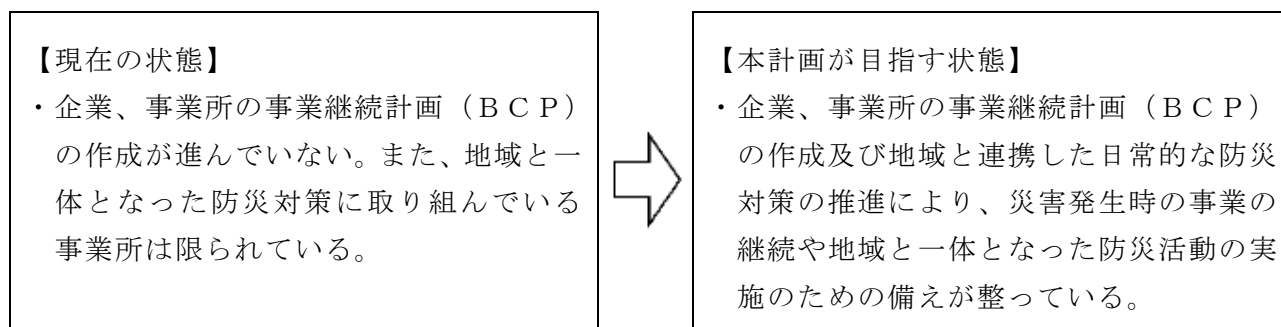 【現在の状態】
・企業、事業所の事業継続計画（ＢＣＰ）
の作成が進んでいない。また、地域と一
体となった防災対策に取り組んでいる
事業所は限られている。
【本計画が目指す状態】
・企業、事業所の事業継続計画（ＢＣＰ）
の作成及び地域と連携した日常的な防災
対策の推進により、災害発生時の事業の
継続や地域と一体となった防災活動の実
施のための備えが整っている。